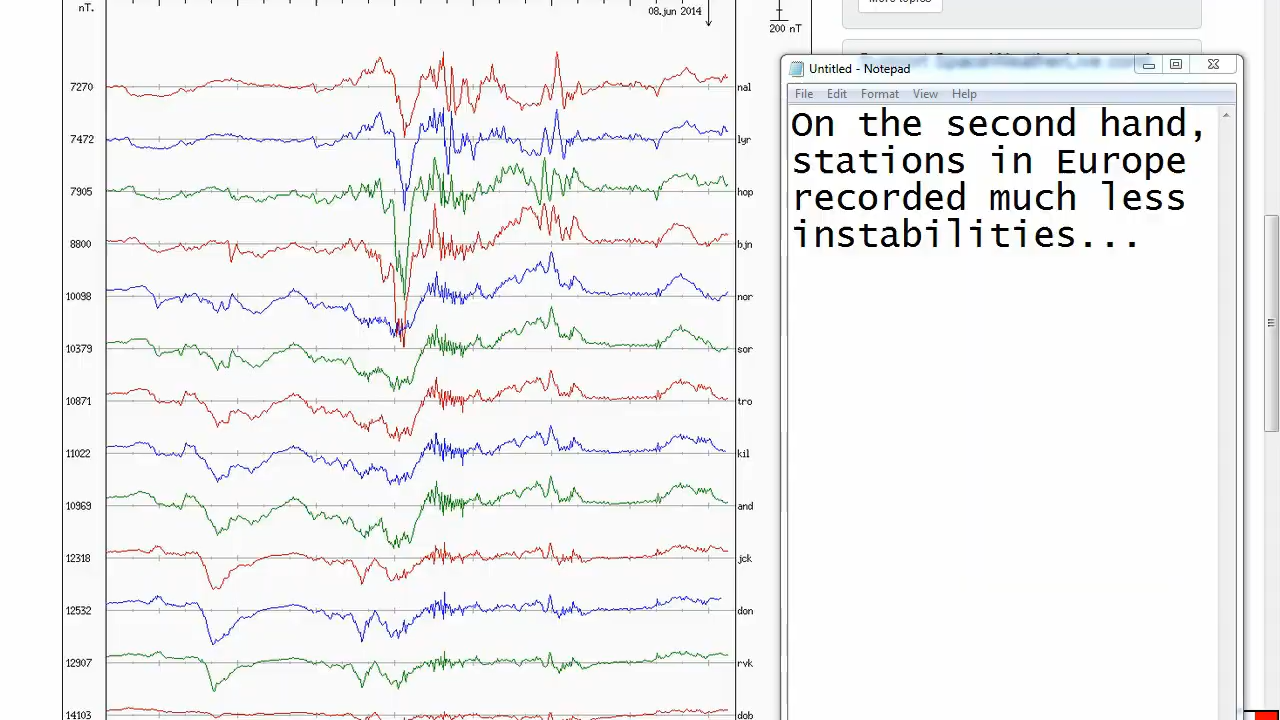 nT.
08.jun 2014
200 nT
More topics
Untitled - Notepad
File Edit Format View Help
On the second hand,
stations in Europe
recorded much less
instabilities...
7270 nal
7472 lyr
7905 hop
8800 bjn
10098 nor
10379 sor
10871 tro
11022 kil
10969 and
12318 jck
12532 don
12907 rvk
14103 dob